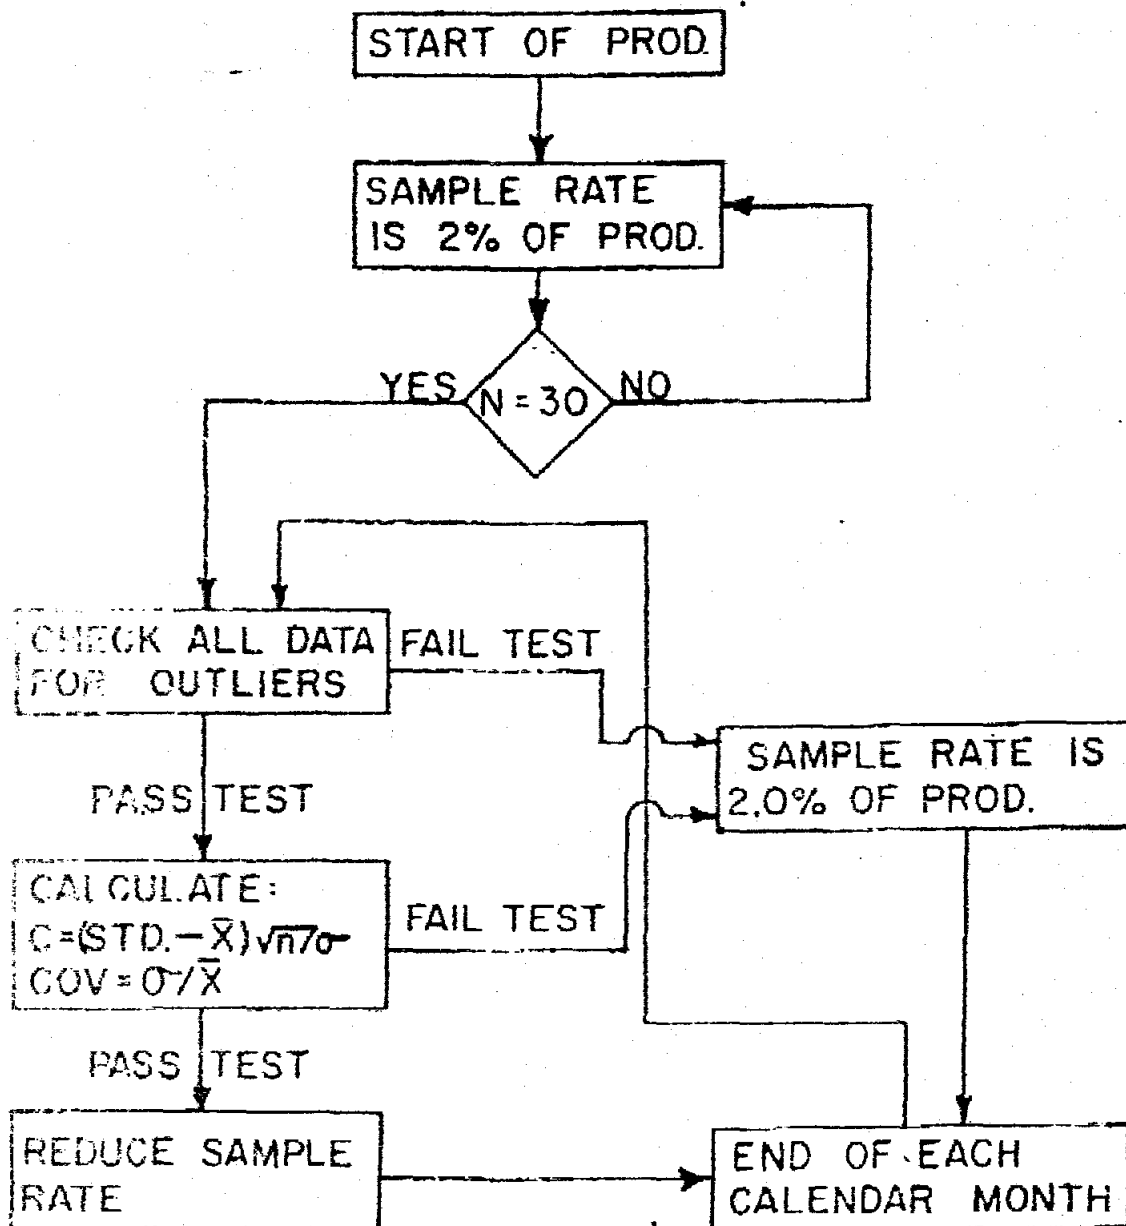 START OF PROD.
SAMPLE RATE
IS 2% OF PROD.
YES
N = 30
NO
CHECK ALL DATA
FOR OUTLIERS
FAIL TEST
PASS TEST
SAMPLE RATE IS
2.0% OF PROD.
CALCULATE:
C=(STD.-X̄)√n/σ
COV=σ/X̄
FAIL TEST
PASS TEST
REDUCE SAMPLE
RATE
END OF EACH
CALENDAR MONTH